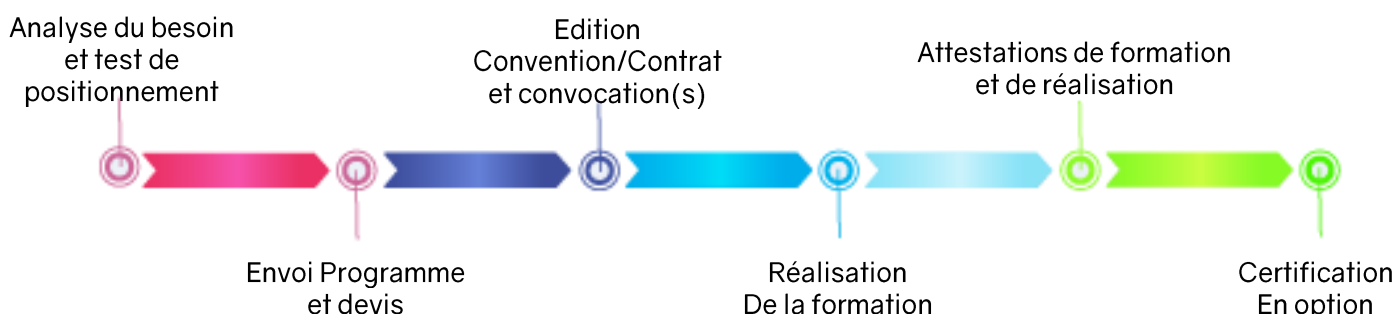 Analyse du besoin
et test de
positionnement
Envoi Programme
et devis
Edition
Convention/Contrat
et convocation(s)
Réalisation
De la formation
Attestations de formation
et de réalisation
Certification
En option